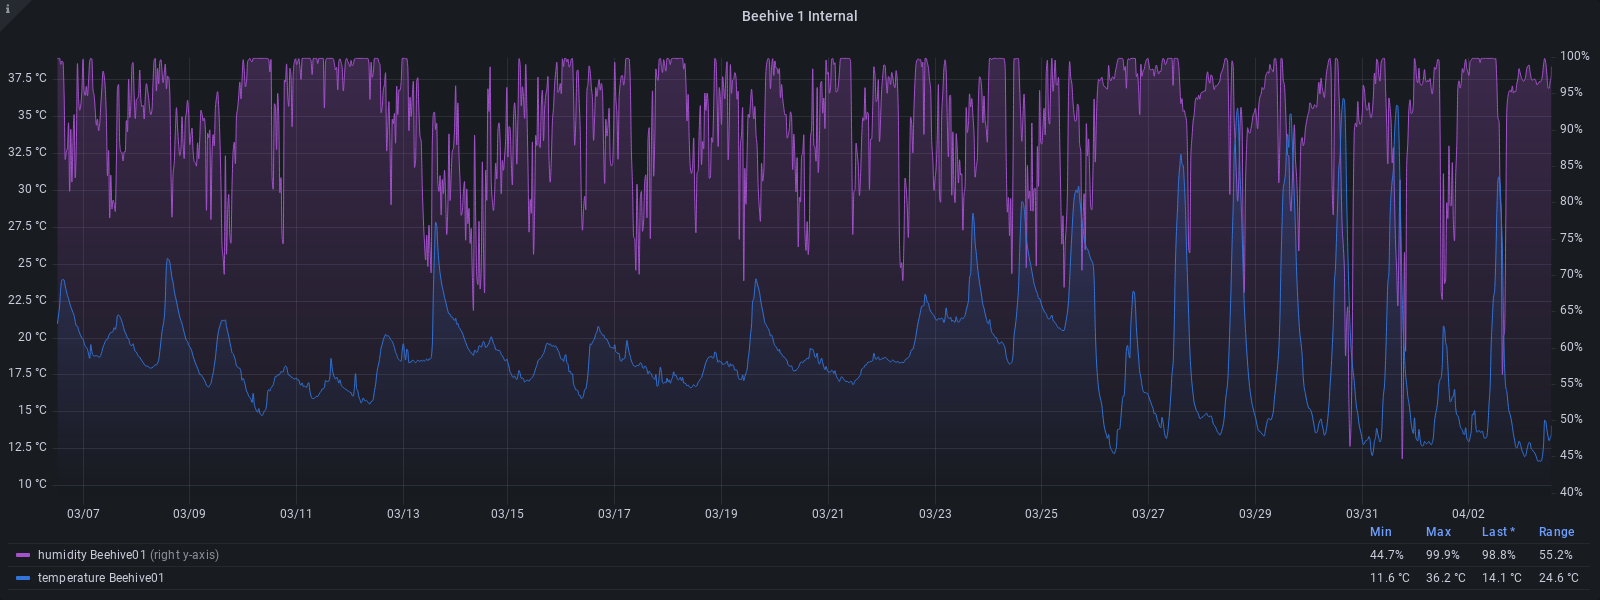 i
Beehive 1 Internal
37.5 °C
35 °C
32.5 °C
30 °C
27.5 °C
25 °C
22.5 °C
20 °C
17.5 °C
15 °C
12.5 °C
10 °C
100%
95%
90%
85%
80%
75%
70%
65%
60%
55%
50%
45%
40%
03/07 03/09 03/11 03/13 03/15 03/17 03/19 03/21 03/23 03/25 03/27 03/29 03/31 04/02
Min Max Last * Range
humidity Beehive01 (right y-axis) 44.7% 99.9% 98.8% 55.2%
temperature Beehive01 11.6 °C 36.2 °C 14.1 °C 24.6 °C